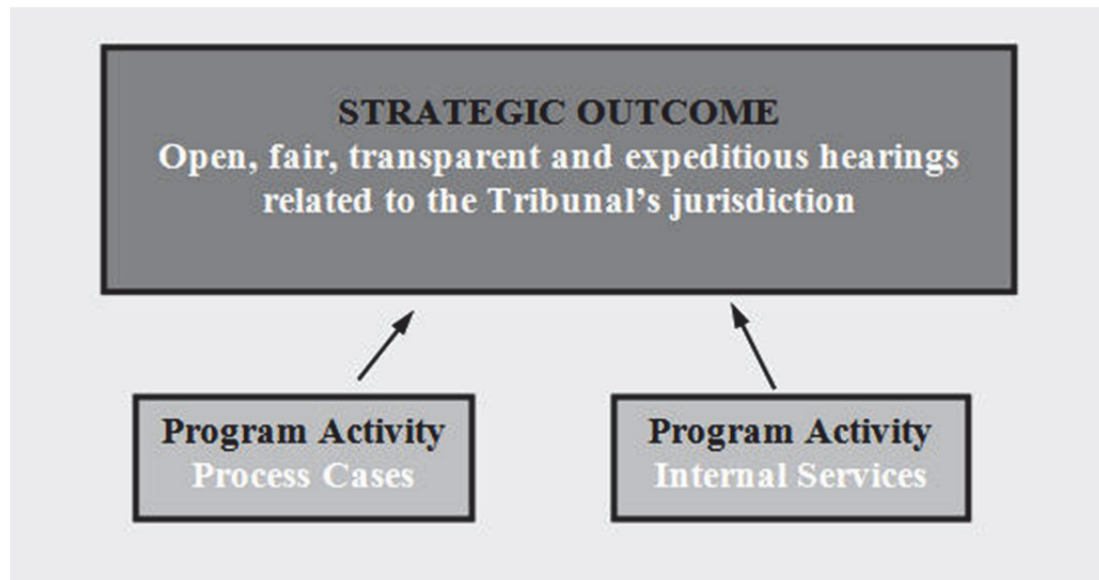 STRATEGIC OUTCOME
Open, fair, transparent and expeditious hearings
related to the Tribunal’s jurisdiction
Program Activity
Process Cases
Program Activity
Internal Services